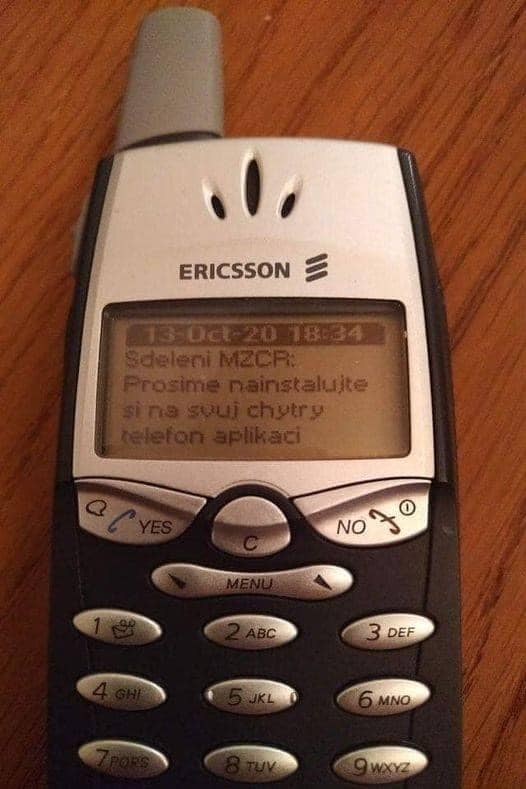 ERICSSON
13-Oct-20 18:34
Sdeleni MZCR:
Prosime nainstalujte
si na svuj chytry
telefon aplikaci
YES
NO
C
MENU
1
2 ABC
3 DEF
4 GHI
5 JKL
6 MNO
7 PQRS
8 TUV
9 WXYZ